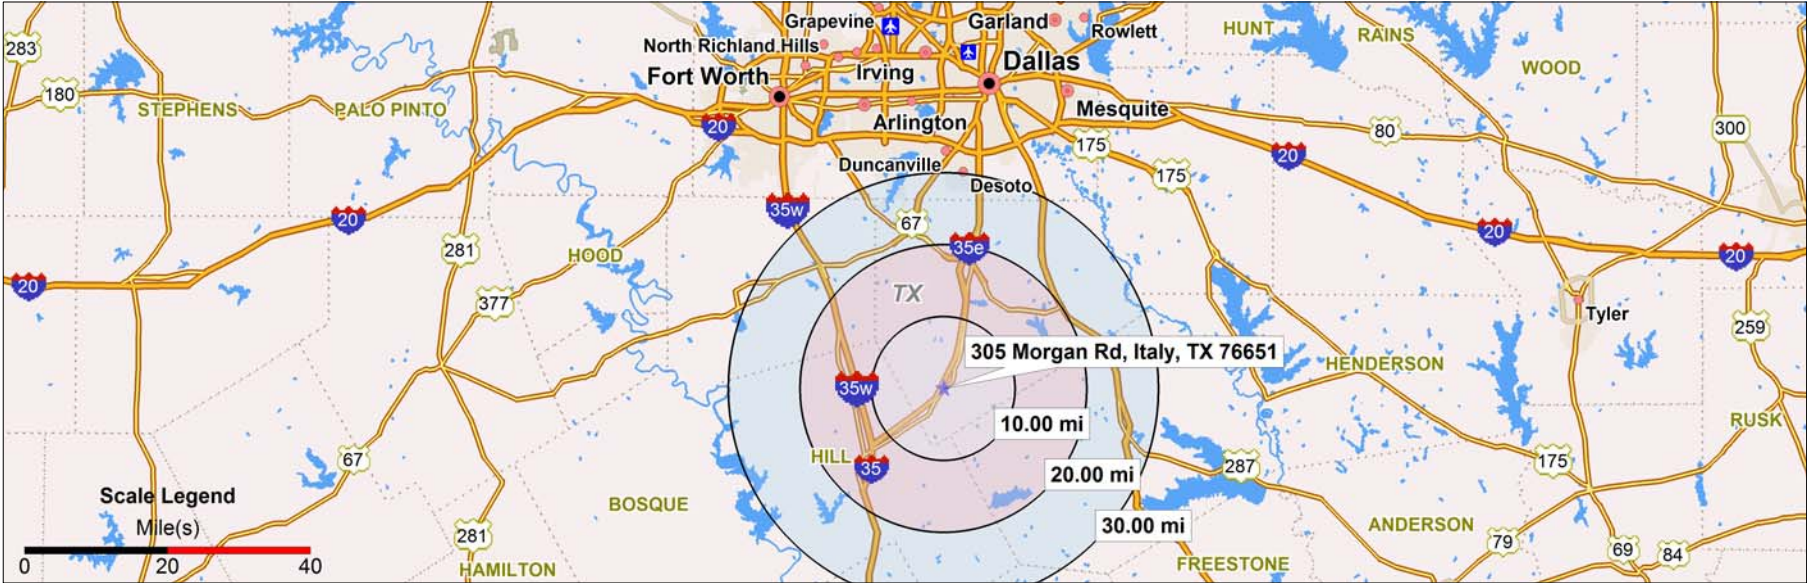 Grapevine
Garland
Rowlett
HUNT
RAINS
283
North Richland Hills
Dallas
Fort Worth
Irving
WOOD
180
STEPHENS
PALO PINTO
Mesquite
20
Arlington
80
300
175
20
Duncanville
175
Desoto
35w
20
67
20
281
35e
HOOD
20
20
TX
377
Tyler
259
305 Morgan Rd, Italy, TX 76651
HENDERSON
35w
10.00 mi
RUSK
HILL
67
35
287
175
20.00 mi
Scale Legend
Mile(s)
BOSQUE
30.00 mi
ANDERSON
281
79
69
84
0
20
40
HAMILTON
FREESTONE